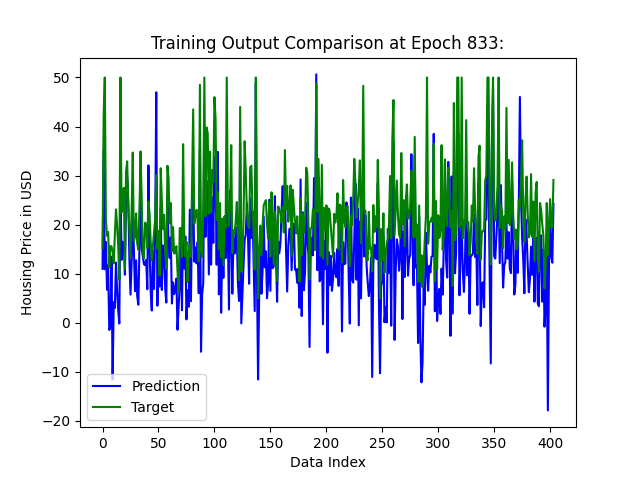 Training Output Comparison at Epoch 833:
50
40
30
20
10
0
−10
−20
Housing Price in USD
Prediction
Target
0 50 100 150 200 250 300 350 400
Data Index